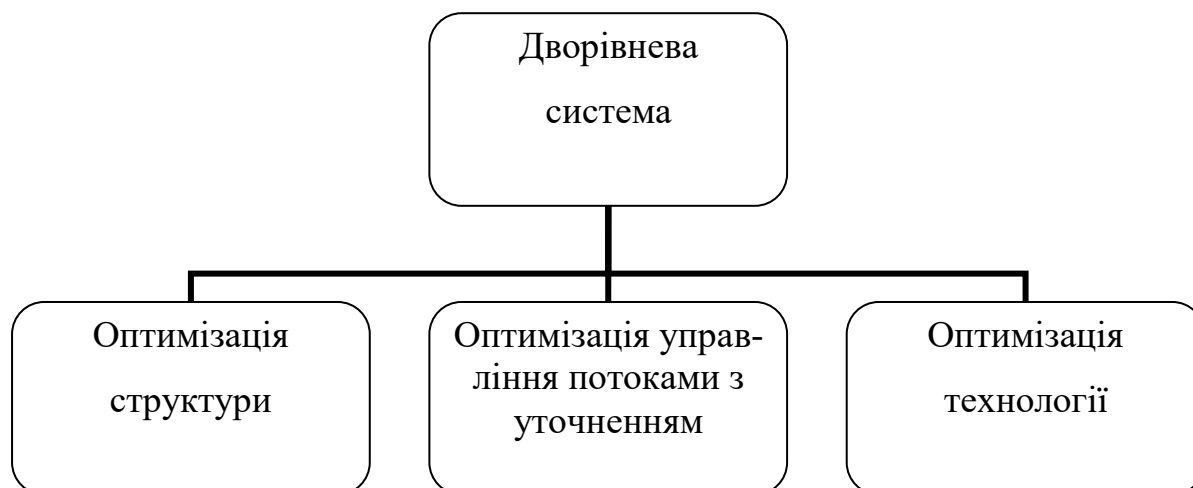 Дворівнева
система
Оптимізація
структури
Оптимізація управ-
ління потоками з
уточненням
Оптимізація
технології